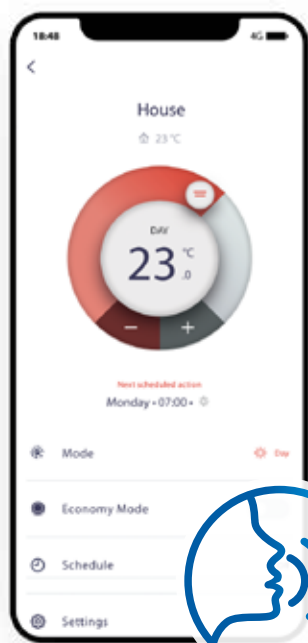 18:48 4G
House
23 °C
DAY
23 °C .0
− +
Next scheduled action
Monday • 07:00 •
Mode Day
Economy Mode
Schedule
Settings